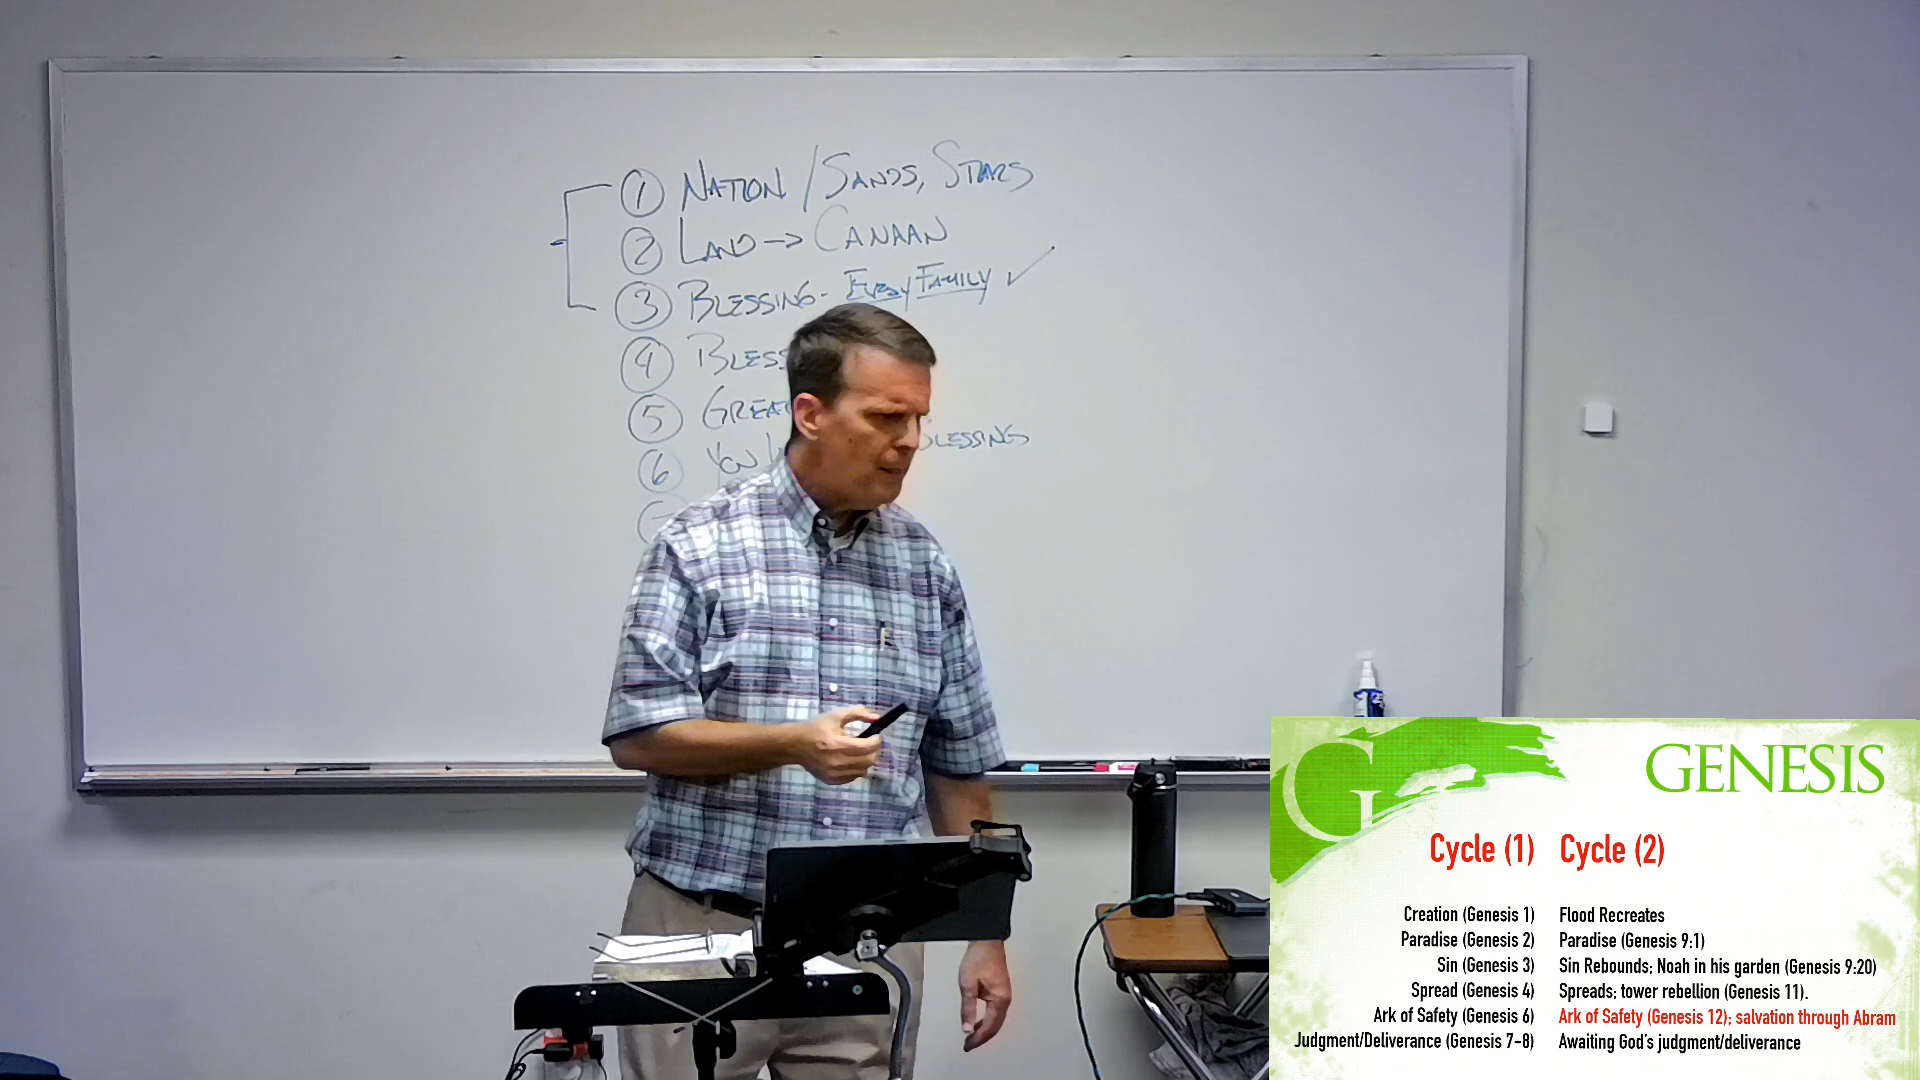 ① NATION / SANDS, STARS
② LAND → CANAAN
③ BLESSING - EVERY FAMILY ✓
④
⑤
⑥ YOU BLESSING
G GENESIS
Cycle (1) Cycle (2)
Creation (Genesis 1) Flood Recreates
Paradise (Genesis 2) Paradise (Genesis 9:1)
Sin (Genesis 3) Sin Rebounds; Noah in his garden (Genesis 9:20)
Spread (Genesis 4) Spreads; tower rebellion (Genesis 11).
Ark of Safety (Genesis 6) Ark of Safety (Genesis 12); salvation through Abram
Judgment/Deliverance (Genesis 7-8) Awaiting God's judgment/deliverance